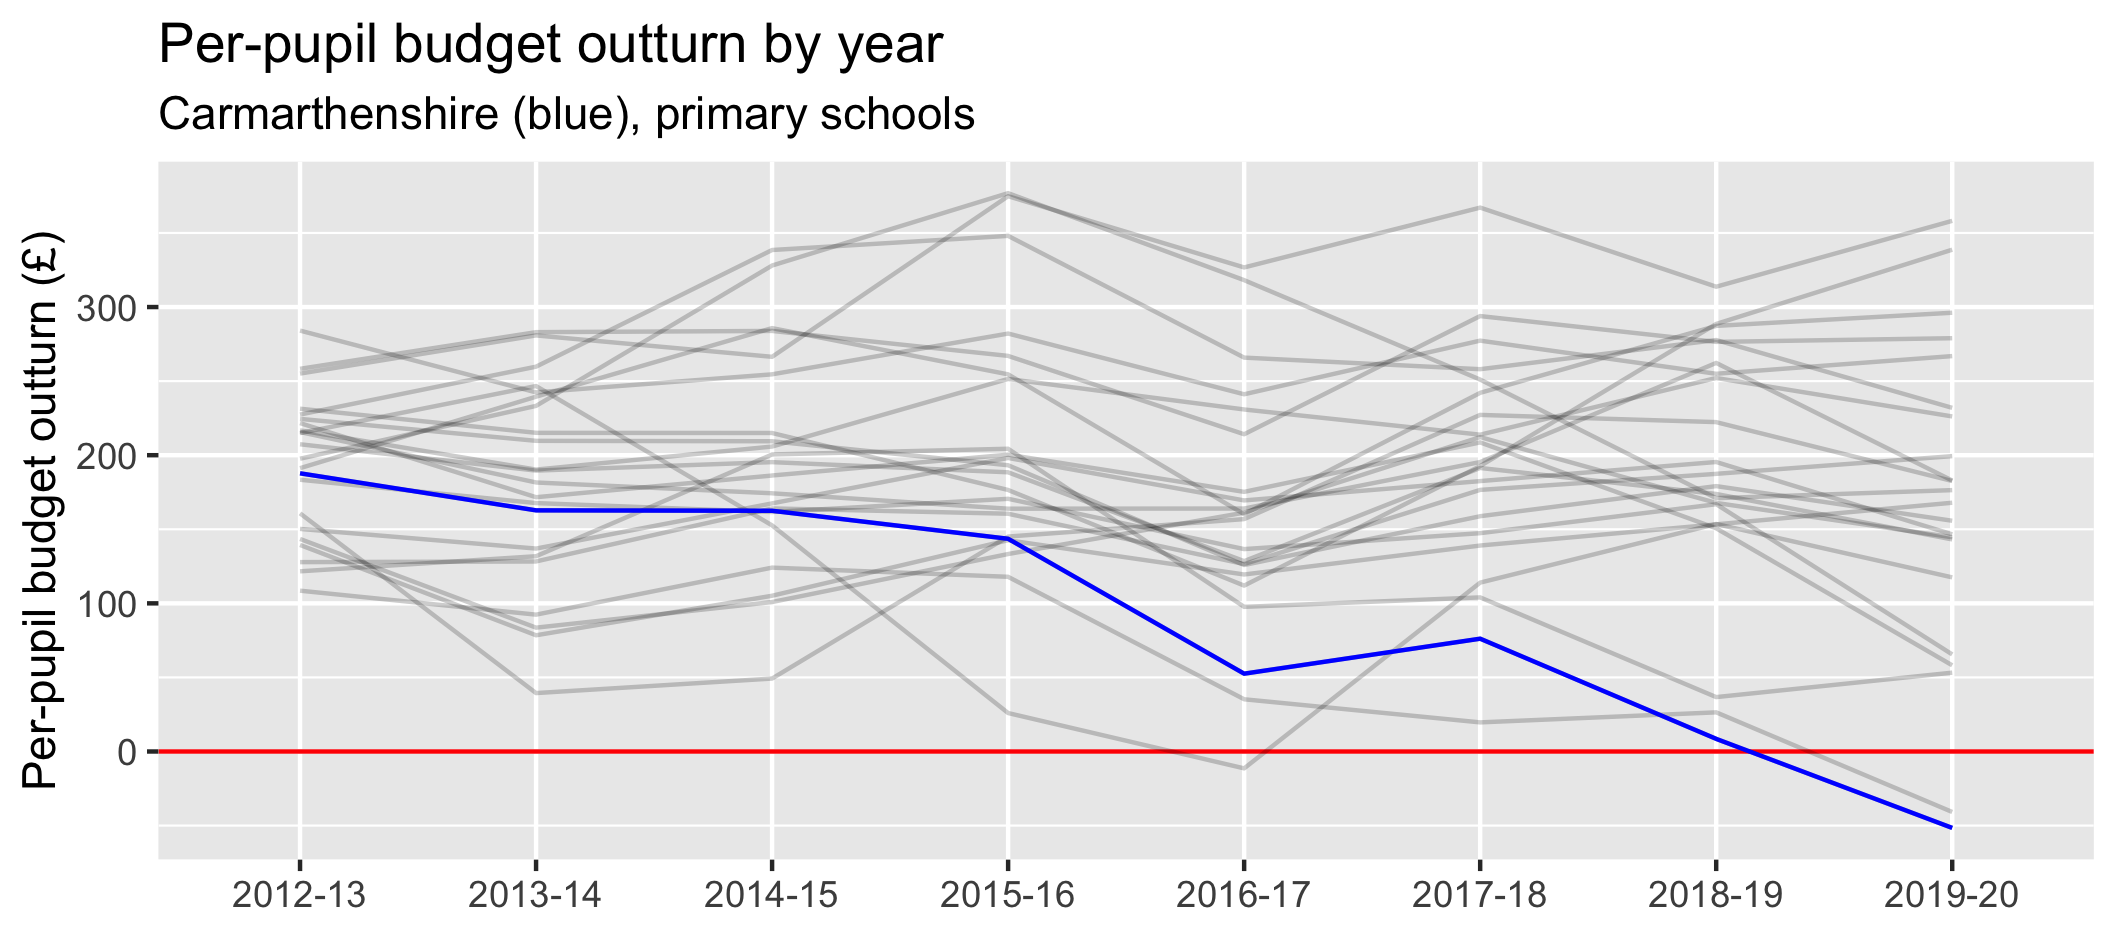 Per-pupil budget outturn by year
Carmarthenshire (blue), primary schools
Per-pupil budget outturn (£)
300
200
100
0
2012-13 2013-14 2014-15 2015-16 2016-17 2017-18 2018-19 2019-20